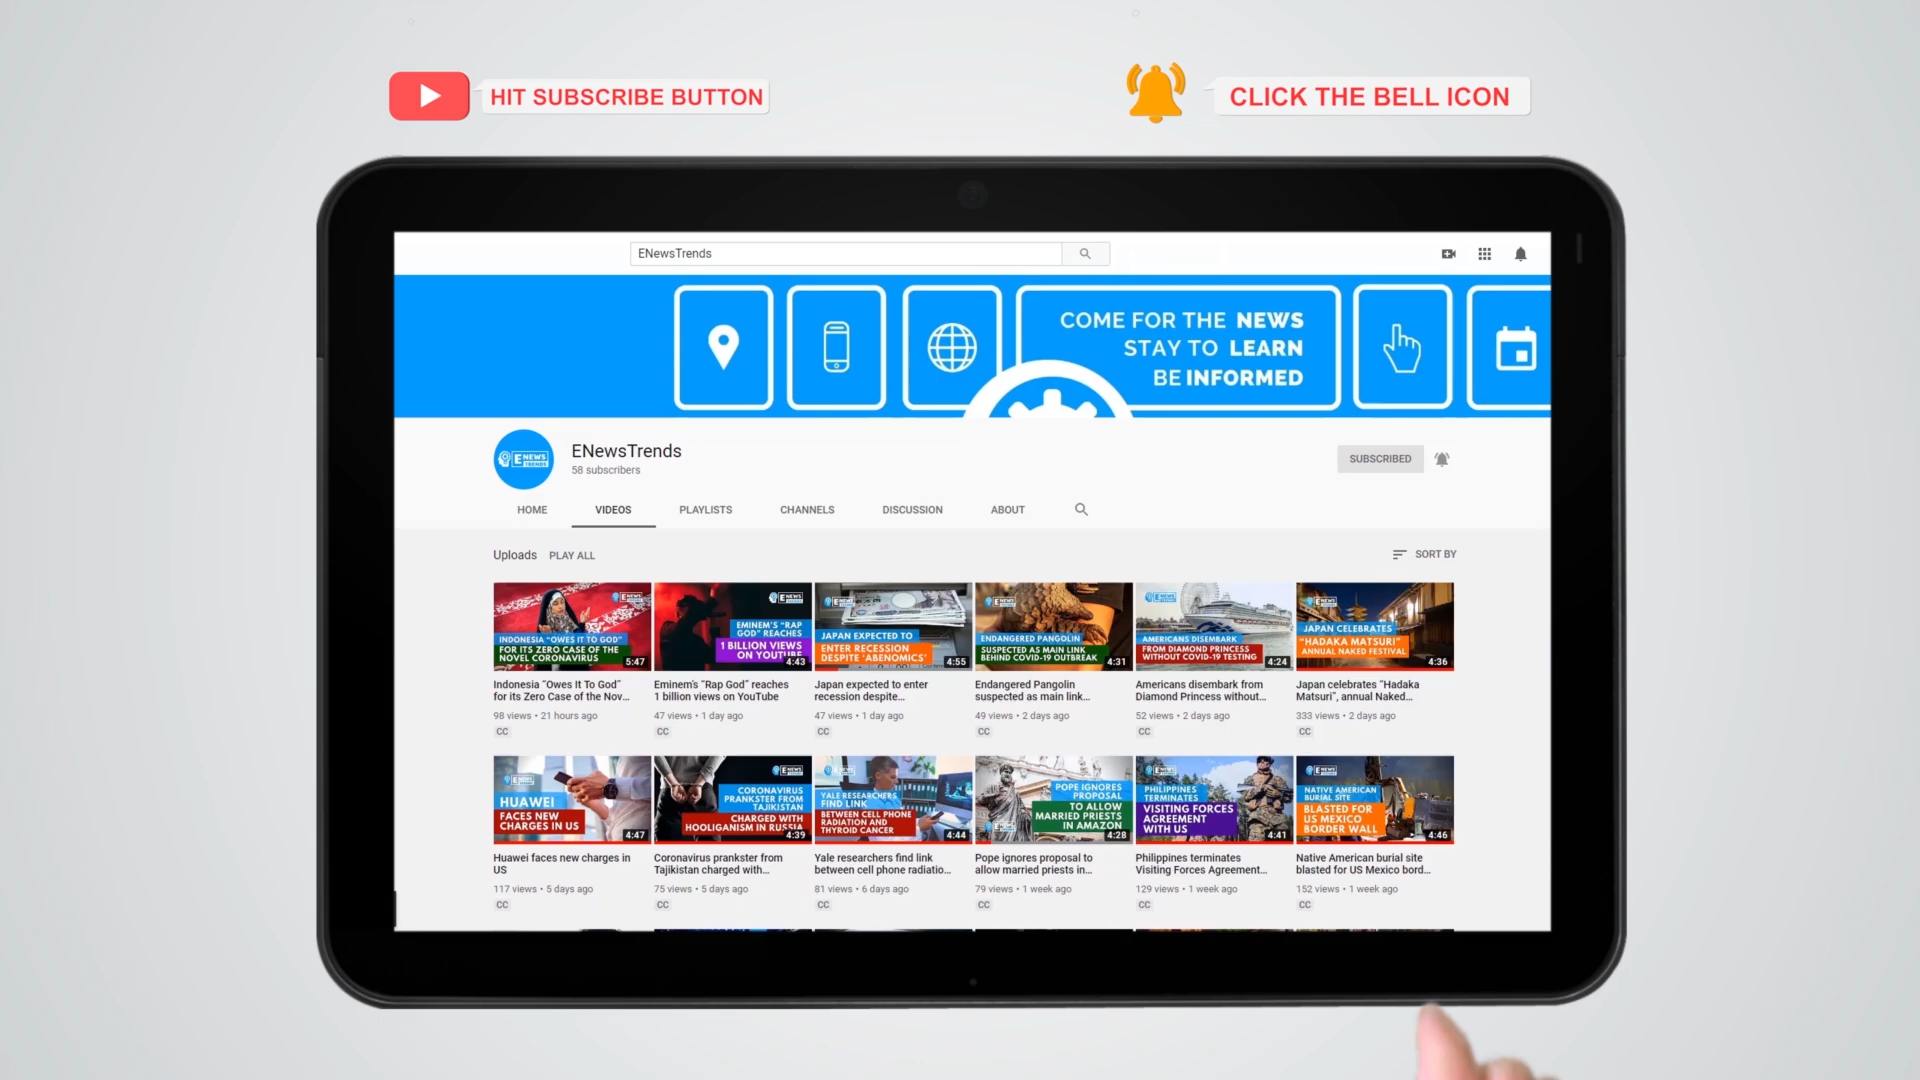 HIT SUBSCRIBE BUTTON
CLICK THE BELL ICON
ENewsTrends
COME FOR THE NEWS
STAY TO LEARN
BE INFORMED
E NEWS
TRENDS
ENewsTrends
58 subscribers
SUBSCRIBED
HOME VIDEOS PLAYLISTS CHANNELS DISCUSSION ABOUT
Uploads PLAY ALL
SORT BY
INDONESIA "OWES IT TO GOD"
FOR ITS ZERO CASE OF THE
NOVEL CORONAVIRUS
5:47
EMINEM'S "RAP
GOD" REACHES
1 BILLION VIEWS
ON YOUTUBE
4:43
JAPAN EXPECTED TO
ENTER RECESSION
DESPITE 'ABENOMICS'
4:55
ENDANGERED PANGOLIN
SUSPECTED AS MAIN LINK
BEHIND COVID-19 OUTBREAK
4:31
AMERICANS DISEMBARK
FROM DIAMOND PRINCESS
WITHOUT COVID-19 TESTING
4:24
JAPAN CELEBRATES
"HADAKA MATSURI"
ANNUAL NAKED FESTIVAL
4:36
Indonesia "Owes It To God"
for its Zero Case of the Nov...
98 views • 21 hours ago
CC
Eminem's "Rap God" reaches
1 billion views on YouTube
47 views • 1 day ago
CC
Japan expected to enter
recession despite...
47 views • 1 day ago
CC
Endangered Pangolin
suspected as main link...
49 views • 2 days ago
CC
Americans disembark from
Diamond Princess without...
52 views • 2 days ago
CC
Japan celebrates "Hadaka
Matsuri", annual Naked...
333 views • 2 days ago
CC
HUAWEI
FACES NEW
CHARGES IN US
4:47
CORONAVIRUS
PRANKSTER FROM
TAJIKISTAN
CHARGED WITH
HOOLIGANISM IN RUSSIA
4:39
YALE RESEARCHERS
FIND LINK
BETWEEN CELL PHONE
RADIATION AND
THYROID CANCER
4:44
POPE IGNORES
PROPOSAL
TO ALLOW
MARRIED PRIESTS
IN AMAZON
4:28
PHILIPPINES
TERMINATES
VISITING FORCES
AGREEMENT
WITH US
4:41
NATIVE AMERICAN
BURIAL SITE
BLASTED FOR
US MEXICO
BORDER WALL
4:46
Huawei faces new charges in
US
117 views • 5 days ago
CC
Coronavirus prankster from
Tajikistan charged with...
75 views • 5 days ago
CC
Yale researchers find link
between cell phone radiatio...
81 views • 6 days ago
CC
Pope ignores proposal to
allow married priests in...
79 views • 1 week ago
CC
Philippines terminates
Visiting Forces Agreement...
129 views • 1 week ago
CC
Native American burial site
blasted for US Mexico bord...
152 views • 1 week ago
CC